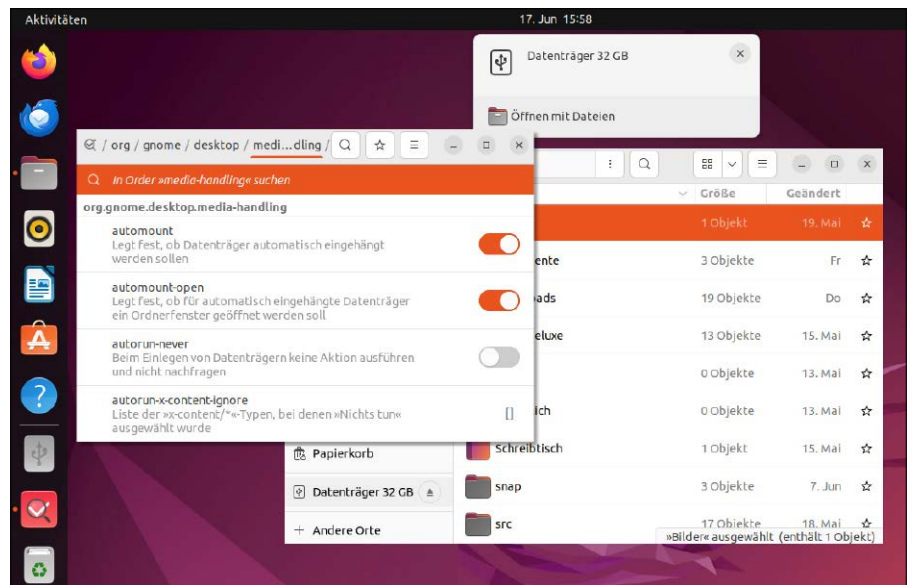 Aktivitäten
17. Jun 15:58
Datenträger 32 GB
Öffnen mit Dateien
/ org / gnome / desktop / medi...dling /
In Order »media-handling« suchen
org.gnome.desktop.media-handling
automount
Legt fest, ob Datenträger automatisch eingehängt
werden sollen
automount-open
Legt fest, ob für automatisch eingehängte Datenträger
ein Ordnerfenster geöffnet werden soll
autorun-never
Beim Einlegen von Datenträgern keine Aktion ausführen
und nicht nachfragen
autorun-x-content-ignore
Liste der »x-content/*«-Typen, bei denen »Nichts tun«
ausgewählt wurde
[]
Größe Geändert
1 Objekt 19. Mai
ente 3 Objekte Fr
ads 19 Objekte Do
eluxe 13 Objekte 15. Mai
0 Objekte 13. Mai
ich 0 Objekte 13. Mai
Papierkorb
Datenträger 32 GB
+ Andere Orte
Schreibtisch 1 Objekt 15. Mai
snap 3 Objekte 7. Jun
src 17 Objekte 18. Mai
»Bilder« ausgewählt (enthält 1 Objekt)